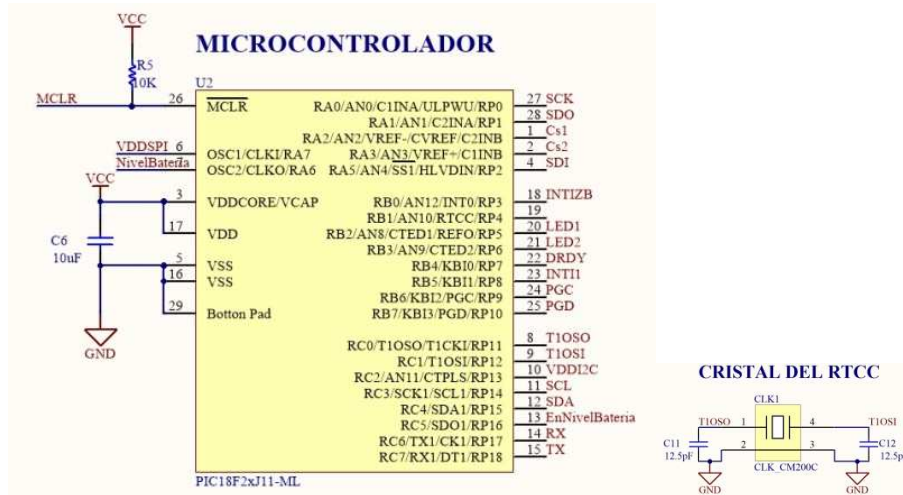 MICROCONTROLADOR
VCC
R5
10K
U2
MCLR
26 MCLR
VDDSPI 6 OSC1/CLKI/RA7
NivelBateria 7 OSC2/CLKO/RA6
VCC
3 VDDCORE/VCAP
17 VDD
C6
10uF
5 VSS
16 VSS
29 Botton Pad
GND
RA0/AN0/C1INA/ULPWU/RP0 27 SCK
RA1/AN1/C2INA/RP1 28 SDO
RA2/AN2/VREF-/CVREF/C2INB 1 Cs1
RA3/AN3/VREF+/C1INB 2 Cs2
RA5/AN4/SS1/HLVDIN/RP2 4 SDI
RB0/AN12/INT0/RP3 18 INTIZB
RB1/AN10/RTCC/RP4 19
RB2/AN8/CTED1/REFO/RP5 20 LED1
RB3/AN9/CTED2/RP6 21 LED2
RB4/KBI0/RP7 22 DRDY
RB5/KBI1/RP8 23 INTI1
RB6/KBI2/PGC/RP9 24 PGC
RB7/KBI3/PGD/RP10 25 PGD
RC0/T1OSO/T1CKI/RP11 8 T1OSO
RC1/T1OSI/RP12 9 T1OSI
RC2/AN11/CTPLS/RP13 10 VDDI2C
RC3/SCK1/SCL1/RP14 11 SCL
RC4/SDA1/RP15 12 SDA
RC5/SDO1/RP16 13 EnNivelBateria
RC6/TX1/CK1/RP17 14 RX
RC7/RX1/DT1/RP18 15 TX
PIC18F2xJ11-ML
CRISTAL DEL RTCC
CLK1
T1OSO 1 4 T1OSI
C11 2 3 C12
12.5pF 12.5p
CLK_CM200C
GND GND